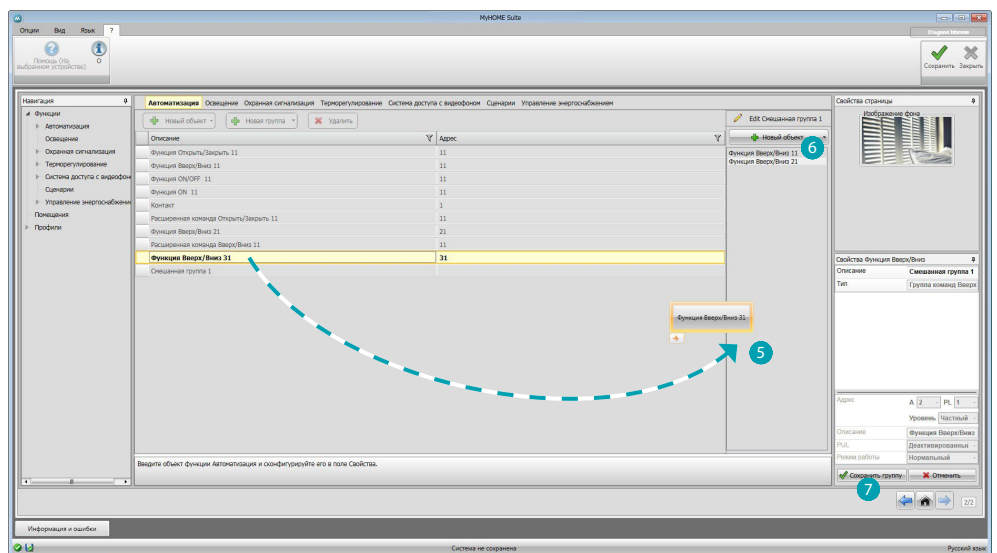 MyHOME Suite
Опции Вид Язык ?
Помощь (На выбранном устройстве)
О
Сохранить Закрыть
Навигация
Функции
Автоматизация
Освещение
Охранная сигнализация
Терморегулирование
Система доступа с видеофон
Сценарии
Управление энергоснабжени
Помещения
Профили
Автоматизация Освещение Охранная сигнализация Терморегулирование Система доступа с видеофоном Сценарии Управление энергоснабжением
Новый объект Новая группа Удалить
Описание Адрес
Функция Открыть/Закрыть 11 11
Функция Вверх/Вниз 11 11
Функция ON/OFF 11 11
Функция ON 11 11
Контакт 1
Расширенная команда Открыть/Закрыть 11 11
Функция Вверх/Вниз 21 21
Расширенная команда Вверх/Вниз 11 11
Функция Вверх/Вниз 31 31
Смешанная группа 1
Edit Смешанная группа 1
Новый объект
6
Функция Вверх/Вниз 11
Функция Вверх/Вниз 21
Функция Вверх/Вниз 31
5
Введите объект функции Автоматизация и сконфигурируйте его в поле Свойства.
Свойства страницы
Изображение фона
Свойства Функция Вверх/Вниз
Описание Смешанная группа 1
Тип Группа команд Вверх
Адрес A 2 PL 1
Уровень Частный
Описание Функция Вверх/Вниз
PUL Деактивированный
Режим работы Нормальный
Сохранить группу Отменить
7
2/2
Информация и ошибки
Система не сохранена
Русский язык